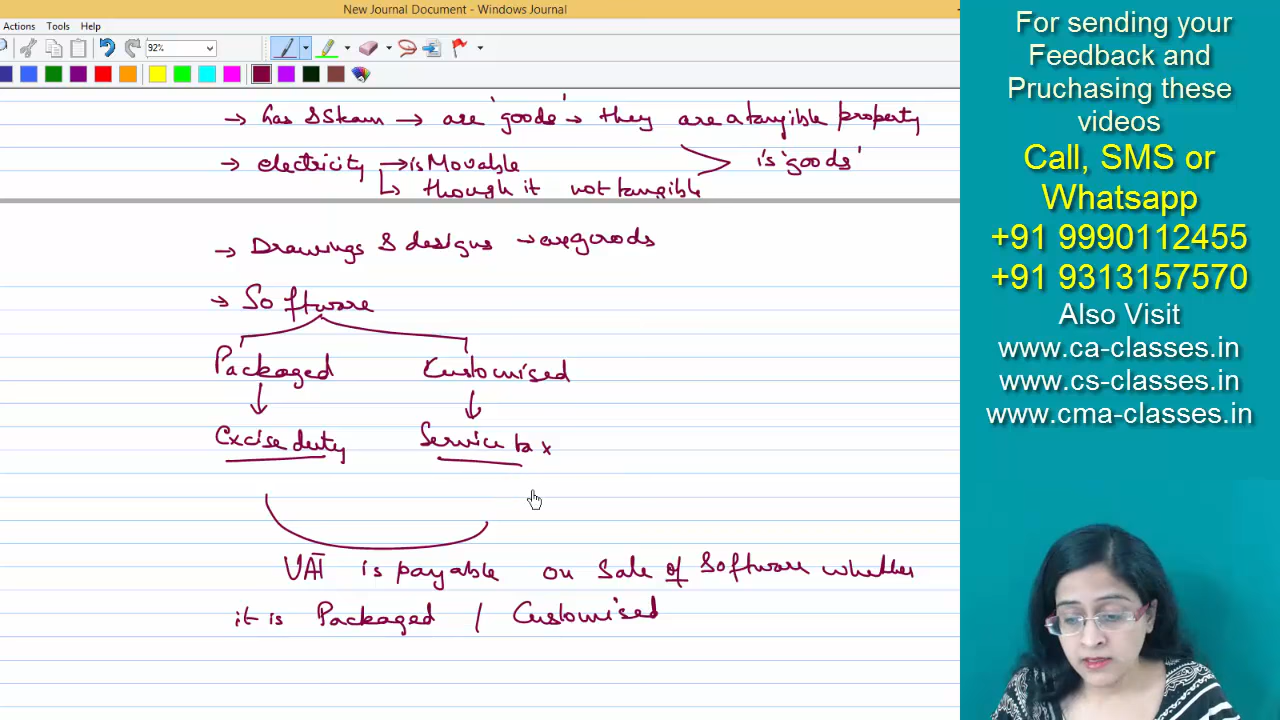 New Journal Document - Windows Journal
Actions Tools Help
92%
→ Gas & Steam → are 'goods' → they are a tangible property
→ electricity → is Movable
↳ though it not tangible
is 'goods'
→ Drawings & designs → are goods
→ Software
Packaged Customised
Excise duty Service tax
VAT is payable on Sale of Software whether
it is Packaged / Customised
For sending your
Feedback and
Pruchasing these
videos
Call, SMS or
Whatsapp
+91 9990112455
+91 9313157570
Also Visit
www.ca-classes.in
www.cs-classes.in
www.cma-classes.in